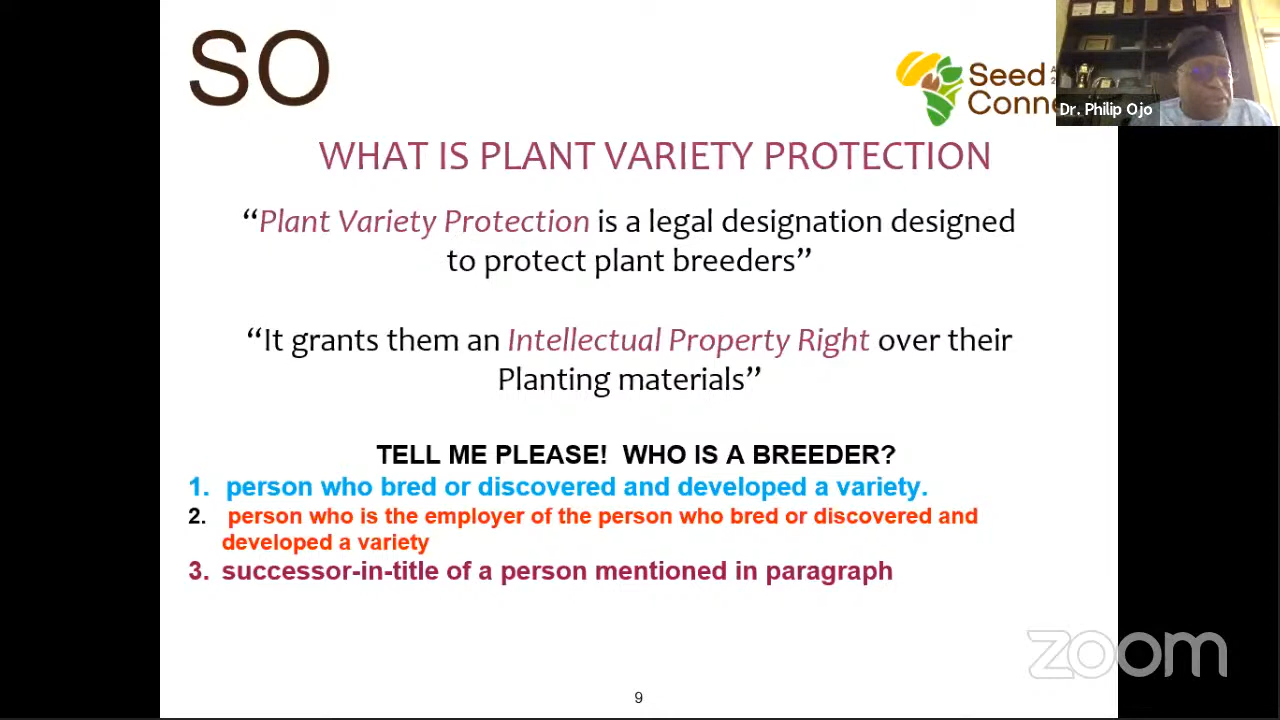 SO
Seed
Conne
Dr. Philip Ojo
WHAT IS PLANT VARIETY PROTECTION
“Plant Variety Protection is a legal designation designed
to protect plant breeders”
“It grants them an Intellectual Property Right over their
Planting materials”
TELL ME PLEASE! WHO IS A BREEDER?
1. person who bred or discovered and developed a variety.
2. person who is the employer of the person who bred or discovered and
developed a variety
3. successor-in-title of a person mentioned in paragraph
zoom
9